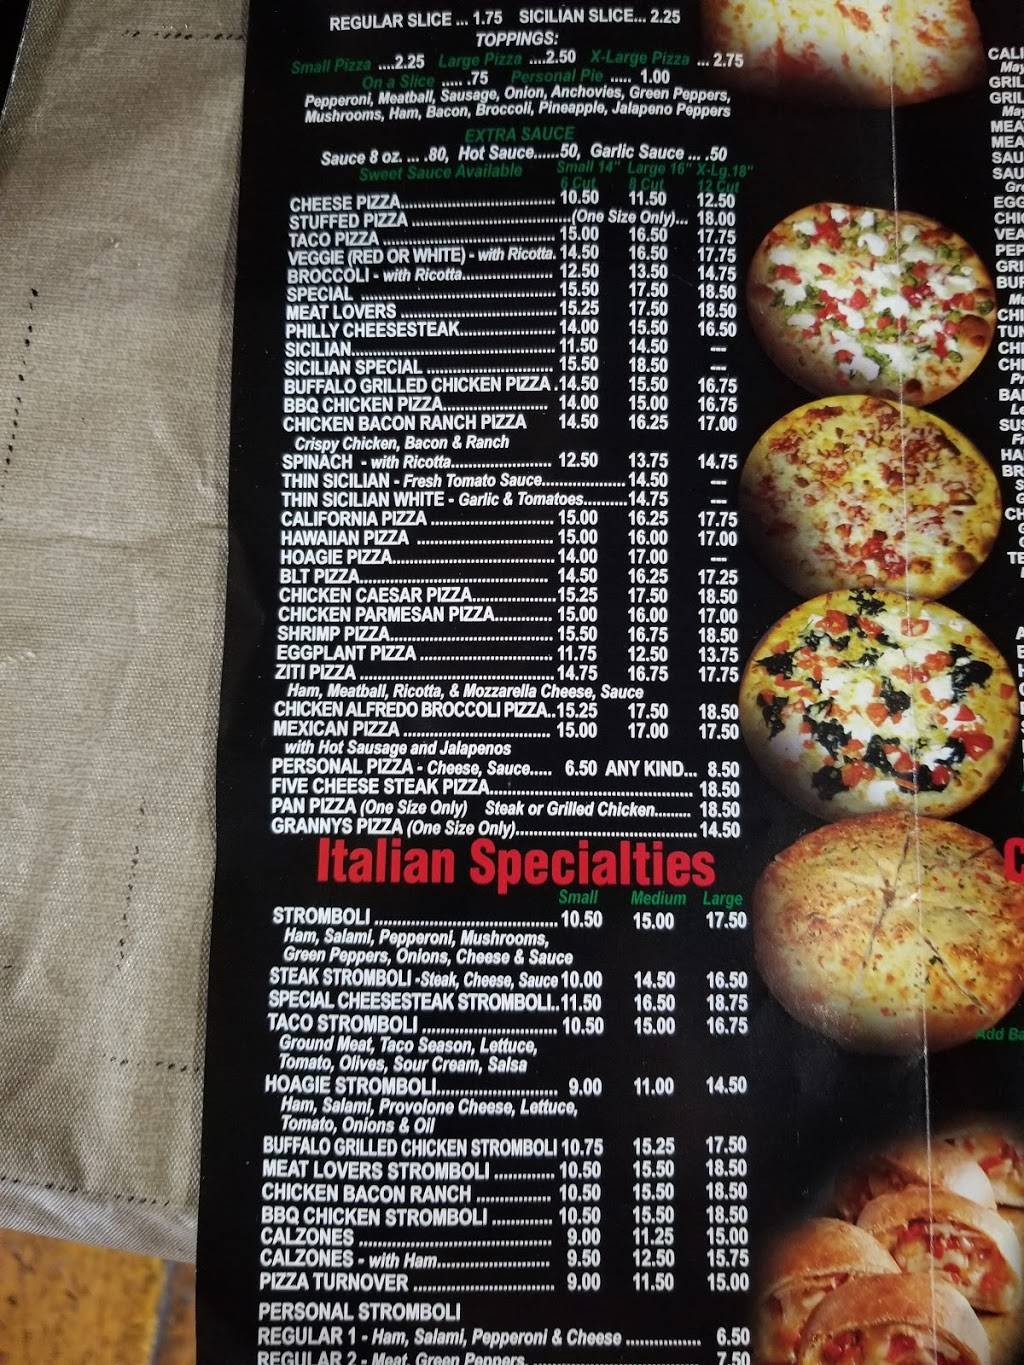 REGULAR SLICE ... 1.75 SICILIAN SLICE... 2.25
TOPPINGS:
Small Pizza ....2.25 Large Pizza ....2.50 X-Large Pizza ... 2.75
On a Slice ..... .75 Personal Pie ..... 1.00
Pepperoni, Meatball, Sausage, Onion, Anchovies, Green Peppers,
Mushrooms, Ham, Bacon, Broccoli, Pineapple, Jalapeno Peppers
EXTRA SAUCE
Sauce 8 oz. ... .80, Hot Sauce......50, Garlic Sauce ... .50
Sweet Sauce Available Small 14" Large 16" X-Lg.18"
6 Cut 8 Cut 12 Cut
CHEESE PIZZA.......................... 10.50 11.50 12.50
STUFFED PIZZA ..........................(One Size Only)... 18.00
TACO PIZZA .......................... 15.00 16.50 17.75
VEGGIE (RED OR WHITE) - with Ricotta. 14.50 16.50 17.75
BROCCOLI - with Ricotta............... 12.50 13.50 14.75
SPECIAL .......................... 15.50 17.50 18.50
MEAT LOVERS .......................... 15.25 17.50 18.50
PHILLY CHEESESTEAK............... 14.00 15.50 16.50
SICILIAN.......................... 11.50 14.50 ---
SICILIAN SPECIAL .................... 15.50 18.50 ---
BUFFALO GRILLED CHICKEN PIZZA .14.50 15.50 16.75
BBQ CHICKEN PIZZA.................. 14.00 15.00 16.75
CHICKEN BACON RANCH PIZZA 14.50 16.25 17.00
Crispy Chicken, Bacon & Ranch
SPINACH - with Ricotta.................. 12.50 13.75 14.75
THIN SICILIAN - Fresh Tomato Sauce............... 14.50 ---
THIN SICILIAN WHITE - Garlic & Tomatoes........14.75 ---
CALIFORNIA PIZZA .................... 15.00 16.25 17.75
HAWAIIAN PIZZA .................... 15.00 16.00 17.00
HOAGIE PIZZA.......................... 14.00 17.00 ---
BLT PIZZA.......................... 14.50 16.25 17.25
CHICKEN CAESAR PIZZA............... 15.25 17.50 18.50
CHICKEN PARMESAN PIZZA........... 15.00 16.00 17.00
SHRIMP PIZZA.......................... 15.50 16.75 18.50
EGGPLANT PIZZA .................... 11.75 12.50 13.75
ZITI PIZZA .......................... 14.75 16.75 17.75
Ham, Meatball, Ricotta, & Mozzarella Cheese, Sauce
CHICKEN ALFREDO BROCCOLI PIZZA..15.25 17.50 18.50
MEXICAN PIZZA .................... 15.00 17.00 17.50
with Hot Sausage and Jalapenos
PERSONAL PIZZA - Cheese, Sauce..... 6.50 ANY KIND... 8.50
FIVE CHEESE STEAK PIZZA.............................. 18.50
PAN PIZZA (One Size Only) Steak or Grilled Chicken......... 18.50
GRANNYS PIZZA (One Size Only).............................. 14.50
Italian Specialties
Small Medium Large
STROMBOLI .............................. 10.50 15.00 17.50
Ham, Salami, Pepperoni, Mushrooms,
Green Peppers, Onions, Cheese & Sauce
STEAK STROMBOLI -Steak, Cheese, Sauce 10.00 14.50 16.50
SPECIAL CHEESESTEAK STROMBOLI..11.50 16.50 18.75
TACO STROMBOLI .................... 10.50 15.00 16.75
Ground Meat, Taco Season, Lettuce,
Tomato, Olives, Sour Cream, Salsa
HOAGIE STROMBOLI.................... 9.00 11.00 14.50
Ham, Salami, Provolone Cheese, Lettuce,
Tomato, Onions & Oil
BUFFALO GRILLED CHICKEN STROMBOLI 10.75 15.25 17.50
MEAT LOVERS STROMBOLI ............ 10.50 15.50 18.50
CHICKEN BACON RANCH ............... 10.50 15.50 18.50
BBQ CHICKEN STROMBOLI ............ 10.50 15.50 18.50
CALZONES .............................. 9.00 11.25 15.00
CALZONES - with Ham.................... 9.50 12.50 15.75
PIZZA TURNOVER .................... 9.00 11.50 15.00
PERSONAL STROMBOLI
REGULAR 1 - Ham, Salami, Pepperoni & Cheese ............... 6.50
REGULAR 2 - Meat, Green Peppers, .............................. 7.50
Add Ba